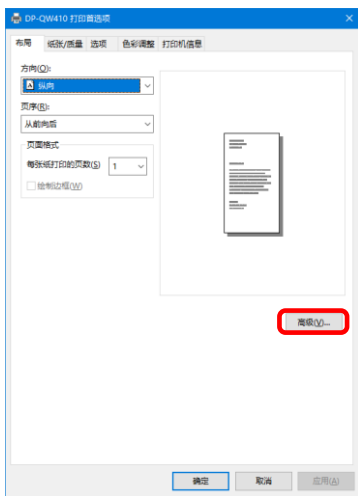 DP-QW410 打印首选项
布局 纸张/质量 选项 色彩调整 打印机信息
方向(O):
纵向
页序(R):
从前向后
页面格式
每张纸打印的页数(S) 1
绘制边框(W)
高级(V)...
确定 取消 应用(A)